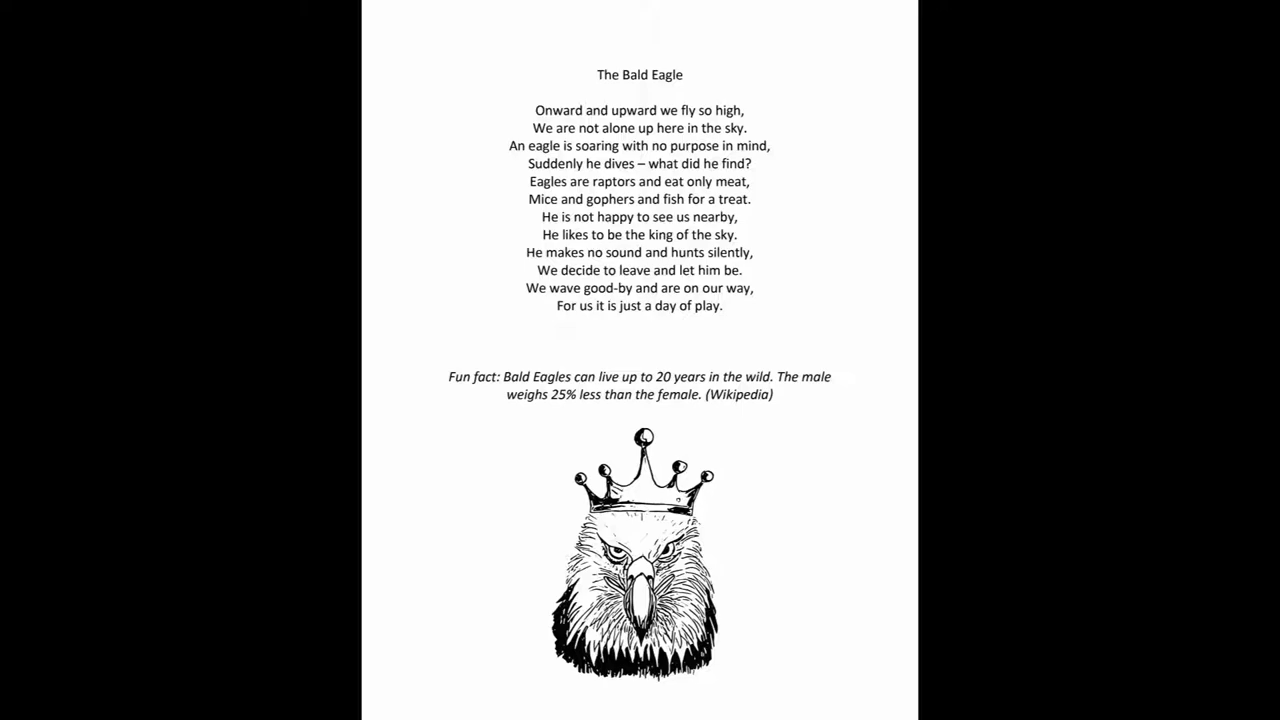 The Bald Eagle
Onward and upward we fly so high,
We are not alone up here in the sky.
An eagle is soaring with no purpose in mind,
Suddenly he dives – what did he find?
Eagles are raptors and eat only meat,
Mice and gophers and fish for a treat.
He is not happy to see us nearby,
He likes to be the king of the sky.
He makes no sound and hunts silently,
We decide to leave and let him be.
We wave good-by and are on our way,
For us it is just a day of play.
Fun fact: Bald Eagles can live up to 20 years in the wild. The male
weighs 25% less than the female. (Wikipedia)